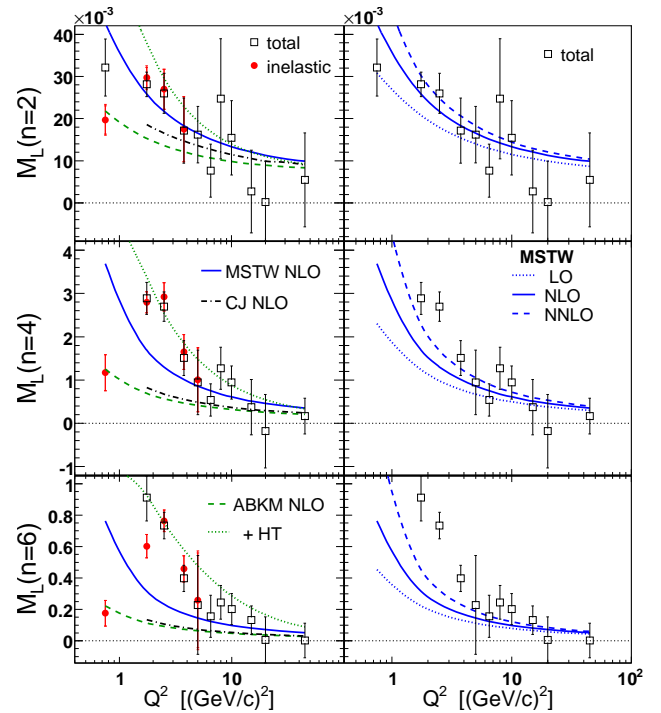 ×10⁻³ ×10⁻³
M_L(n=2)
40
30
20
10
0
□ total
● inelastic
□ total
M_L(n=4)
4
3
2
1
0
-1
MSTW NLO
CJ NLO
MSTW
LO
NLO
NNLO
M_L(n=6)
1
0.8
0.6
0.4
0.2
0
ABKM NLO
+ HT
1 10 1 10 10²
Q² [(GeV/c)²] Q² [(GeV/c)²]